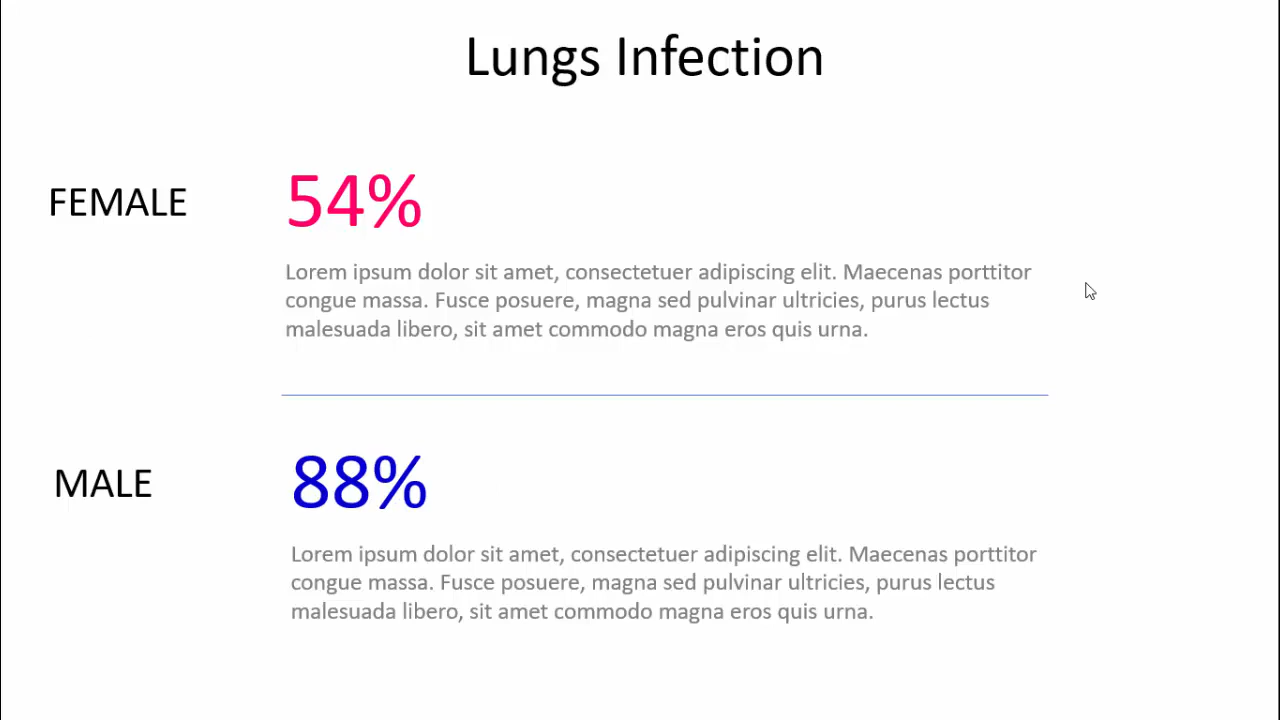 Lungs Infection
FEMALE
54%
Lorem ipsum dolor sit amet, consectetuer adipiscing elit. Maecenas porttitor
congue massa. Fusce posuere, magna sed pulvinar ultricies, purus lectus
malesuada libero, sit amet commodo magna eros quis urna.
MALE
88%
Lorem ipsum dolor sit amet, consectetuer adipiscing elit. Maecenas porttitor
congue massa. Fusce posuere, magna sed pulvinar ultricies, purus lectus
malesuada libero, sit amet commodo magna eros quis urna.